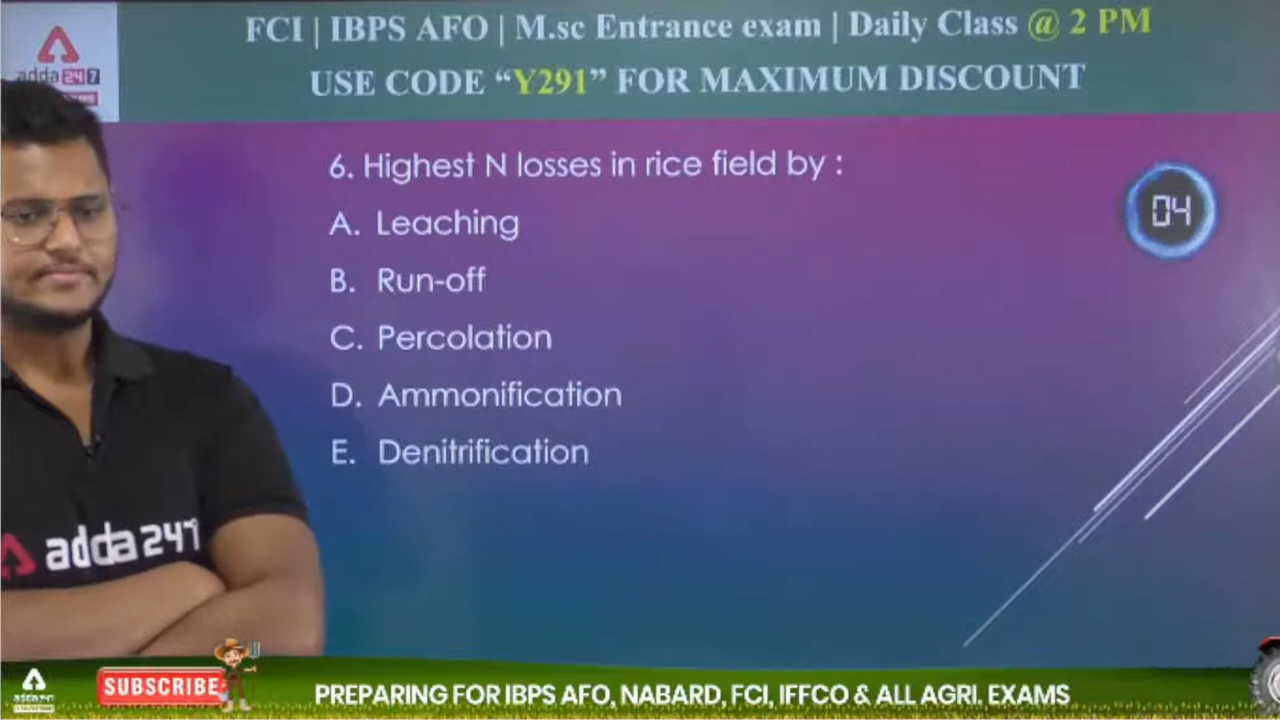 FCI | IBPS AFO | M.sc Entrance exam | Daily Class @ 2 PM
USE CODE “Y291” FOR MAXIMUM DISCOUNT
adda 247
6. Highest N losses in rice field by :
04
A. Leaching
B. Run-off
C. Percolation
D. Ammonification
E. Denitrification
adda 247
SUBSCRIBE
PREPARING FOR IBPS AFO, NABARD, FCI, IFFCO & ALL AGRI. EXAMS